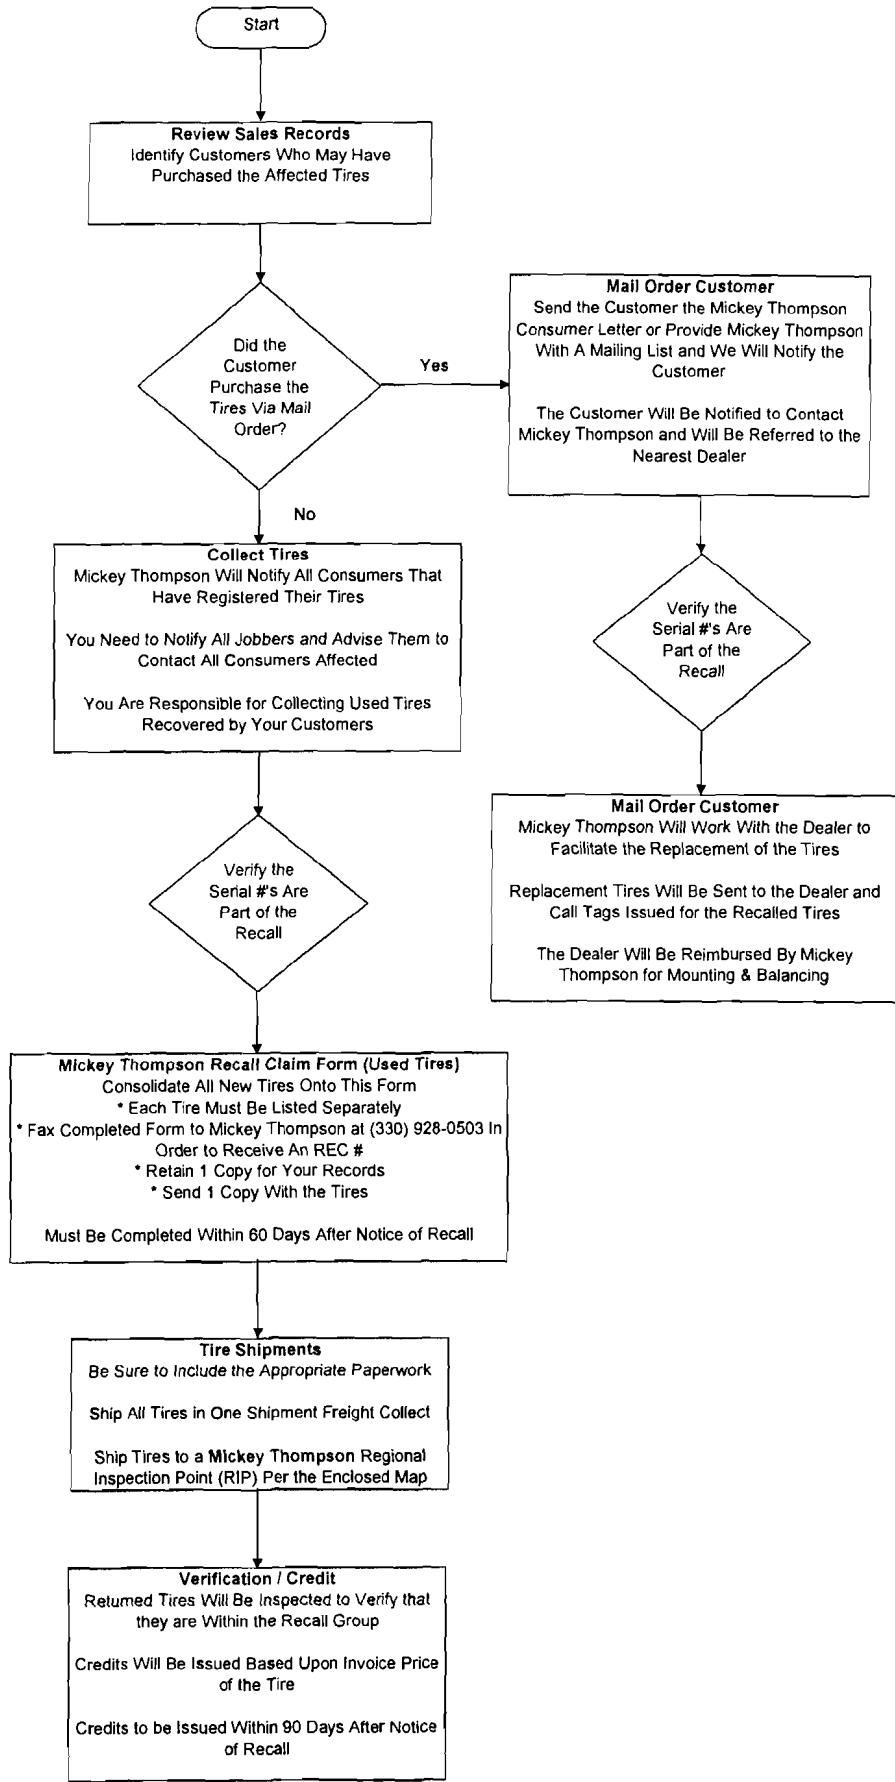 Start
Review Sales Records
Identify Customers Who May Have
Purchased the Affected Tires
Did the
Customer
Purchase the
Tires Via Mail
Order?
Yes
Mail Order Customer
Send the Customer the Mickey Thompson
Consumer Letter or Provide Mickey Thompson
With A Mailing List and We Will Notify the
Customer
The Customer Will Be Notified to Contact
Mickey Thompson and Will Be Referred to the
Nearest Dealer
No
Collect Tires
Mickey Thompson Will Notify All Consumers That
Have Registered Their Tires
You Need to Notify All Jobbers and Advise Them to
Contact All Consumers Affected
You Are Responsible for Collecting Used Tires
Recovered by Your Customers
Verify the
Serial #'s Are
Part of the
Recall
Mail Order Customer
Mickey Thompson Will Work With the Dealer to
Facilitate the Replacement of the Tires
Replacement Tires Will Be Sent to the Dealer and
Call Tags Issued for the Recalled Tires
The Dealer Will Be Reimbursed By Mickey
Thompson for Mounting & Balancing
Verify the
Serial #'s Are
Part of the
Recall
Mickey Thompson Recall Claim Form (Used Tires)
Consolidate All New Tires Onto This Form
* Each Tire Must Be Listed Separately
* Fax Completed Form to Mickey Thompson at (330) 928-0503 In
Order to Receive An REC #
* Retain 1 Copy for Your Records
* Send 1 Copy With the Tires
Must Be Completed Within 60 Days After Notice of Recall
Tire Shipments
Be Sure to Include the Appropriate Paperwork
Ship All Tires in One Shipment Freight Collect
Ship Tires to a Mickey Thompson Regional
Inspection Point (RIP) Per the Enclosed Map
Verification / Credit
Returned Tires Will Be Inspected to Verify that
they are Within the Recall Group
Credits Will Be Issued Based Upon Invoice Price
of the Tire
Credits to be Issued Within 90 Days After Notice
of Recall